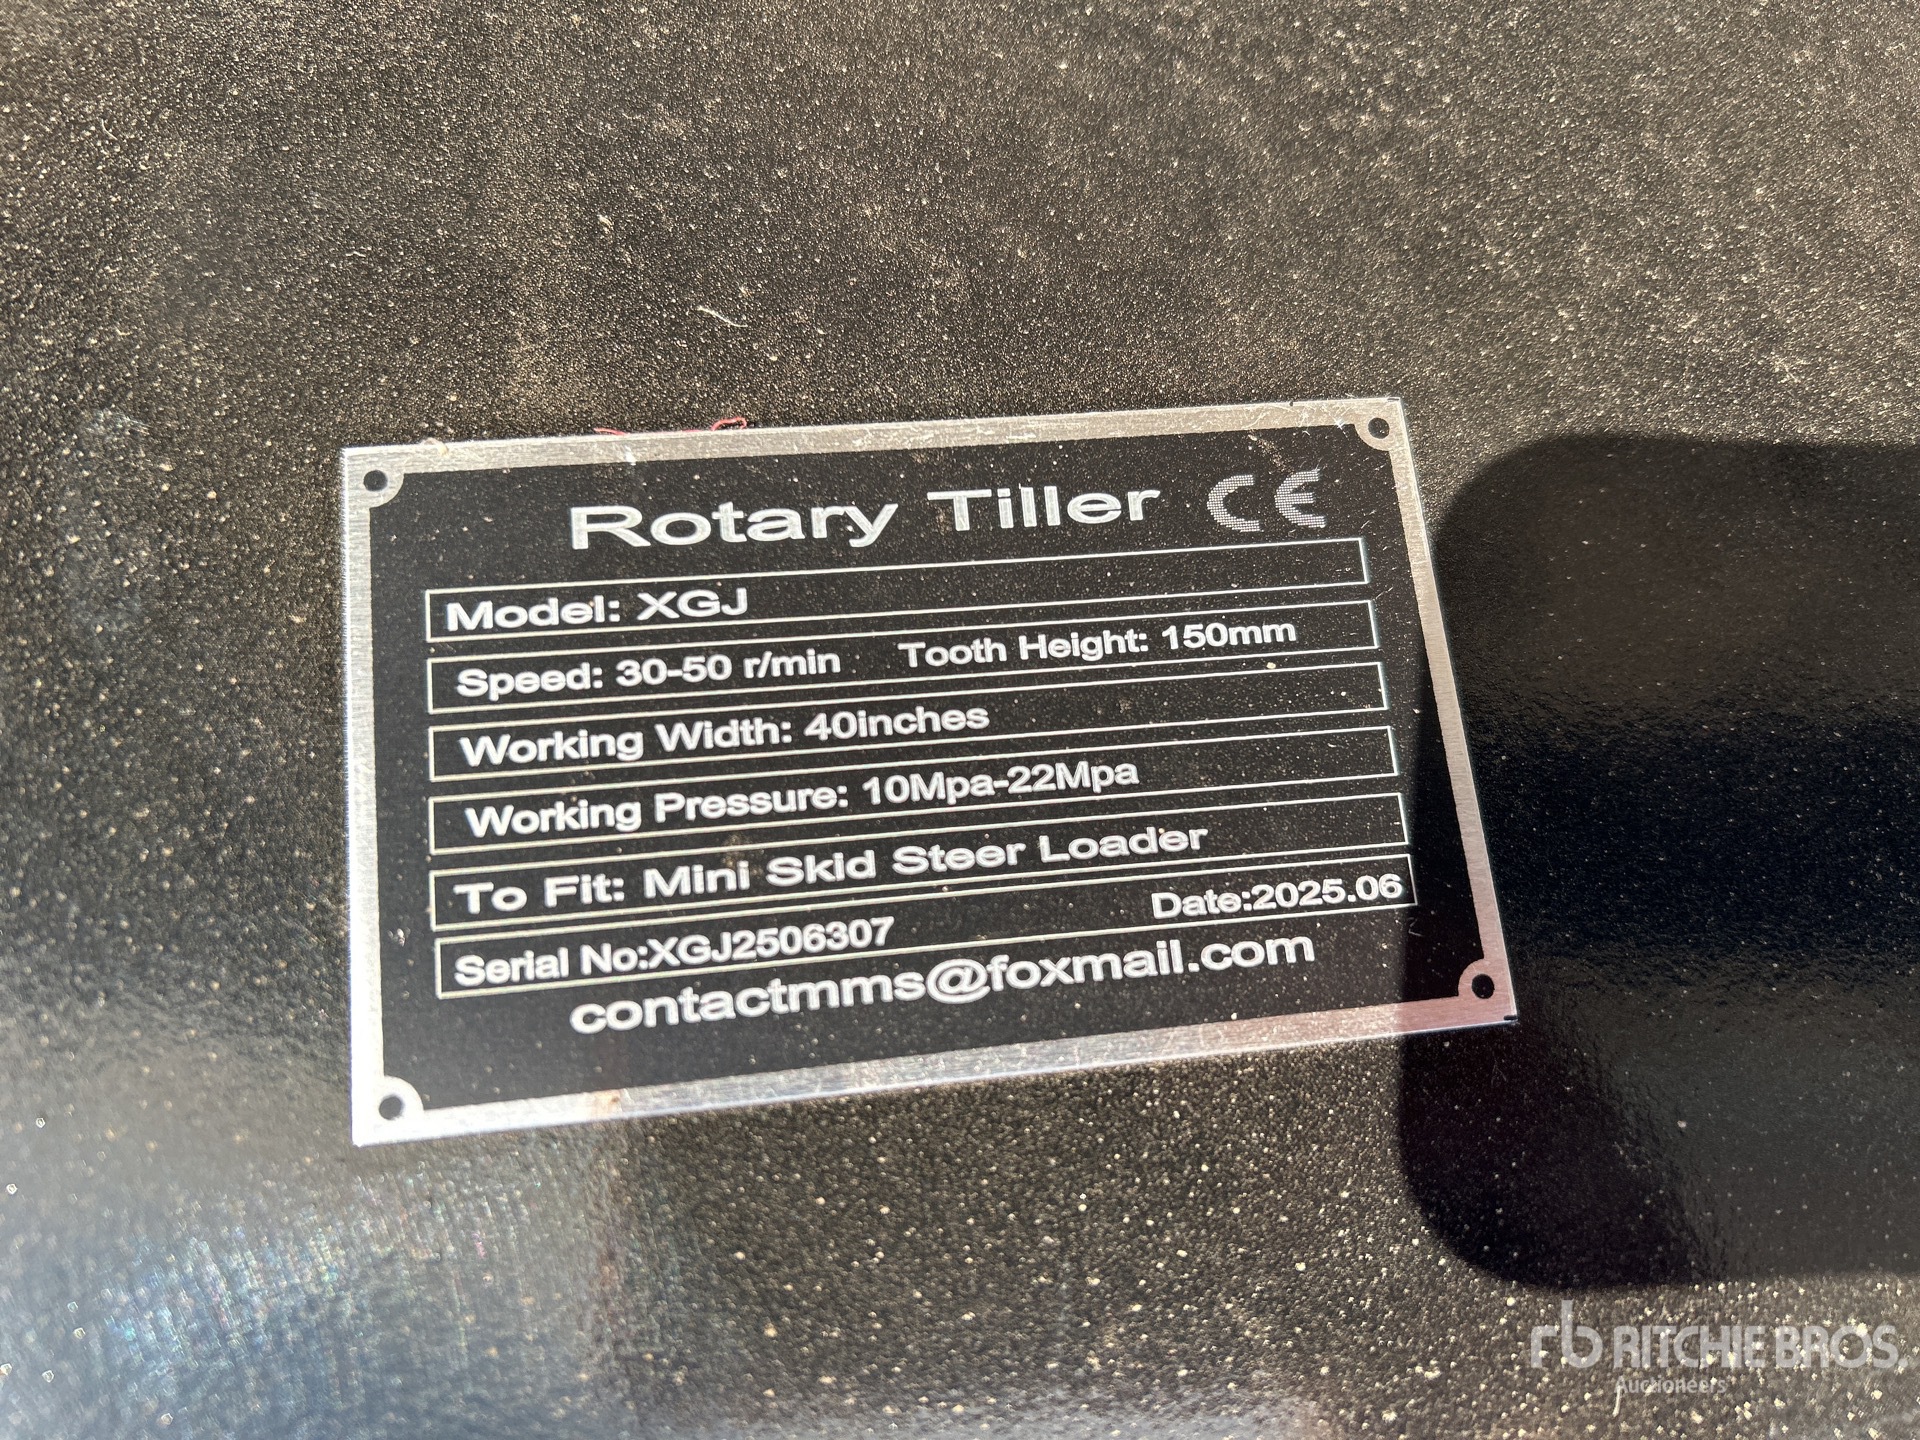 Rotary Tiller CE
Model: XGJ
Speed: 30-50 r/min Tooth Height: 150mm
Working Width: 40inches
Working Pressure: 10Mpa-22Mpa
To Fit: Mini Skid Steer Loader
Serial No:XGJ2506307 Date:2025.06
contactmms@foxmail.com
rb RITCHIE BROS.
Auctioneers